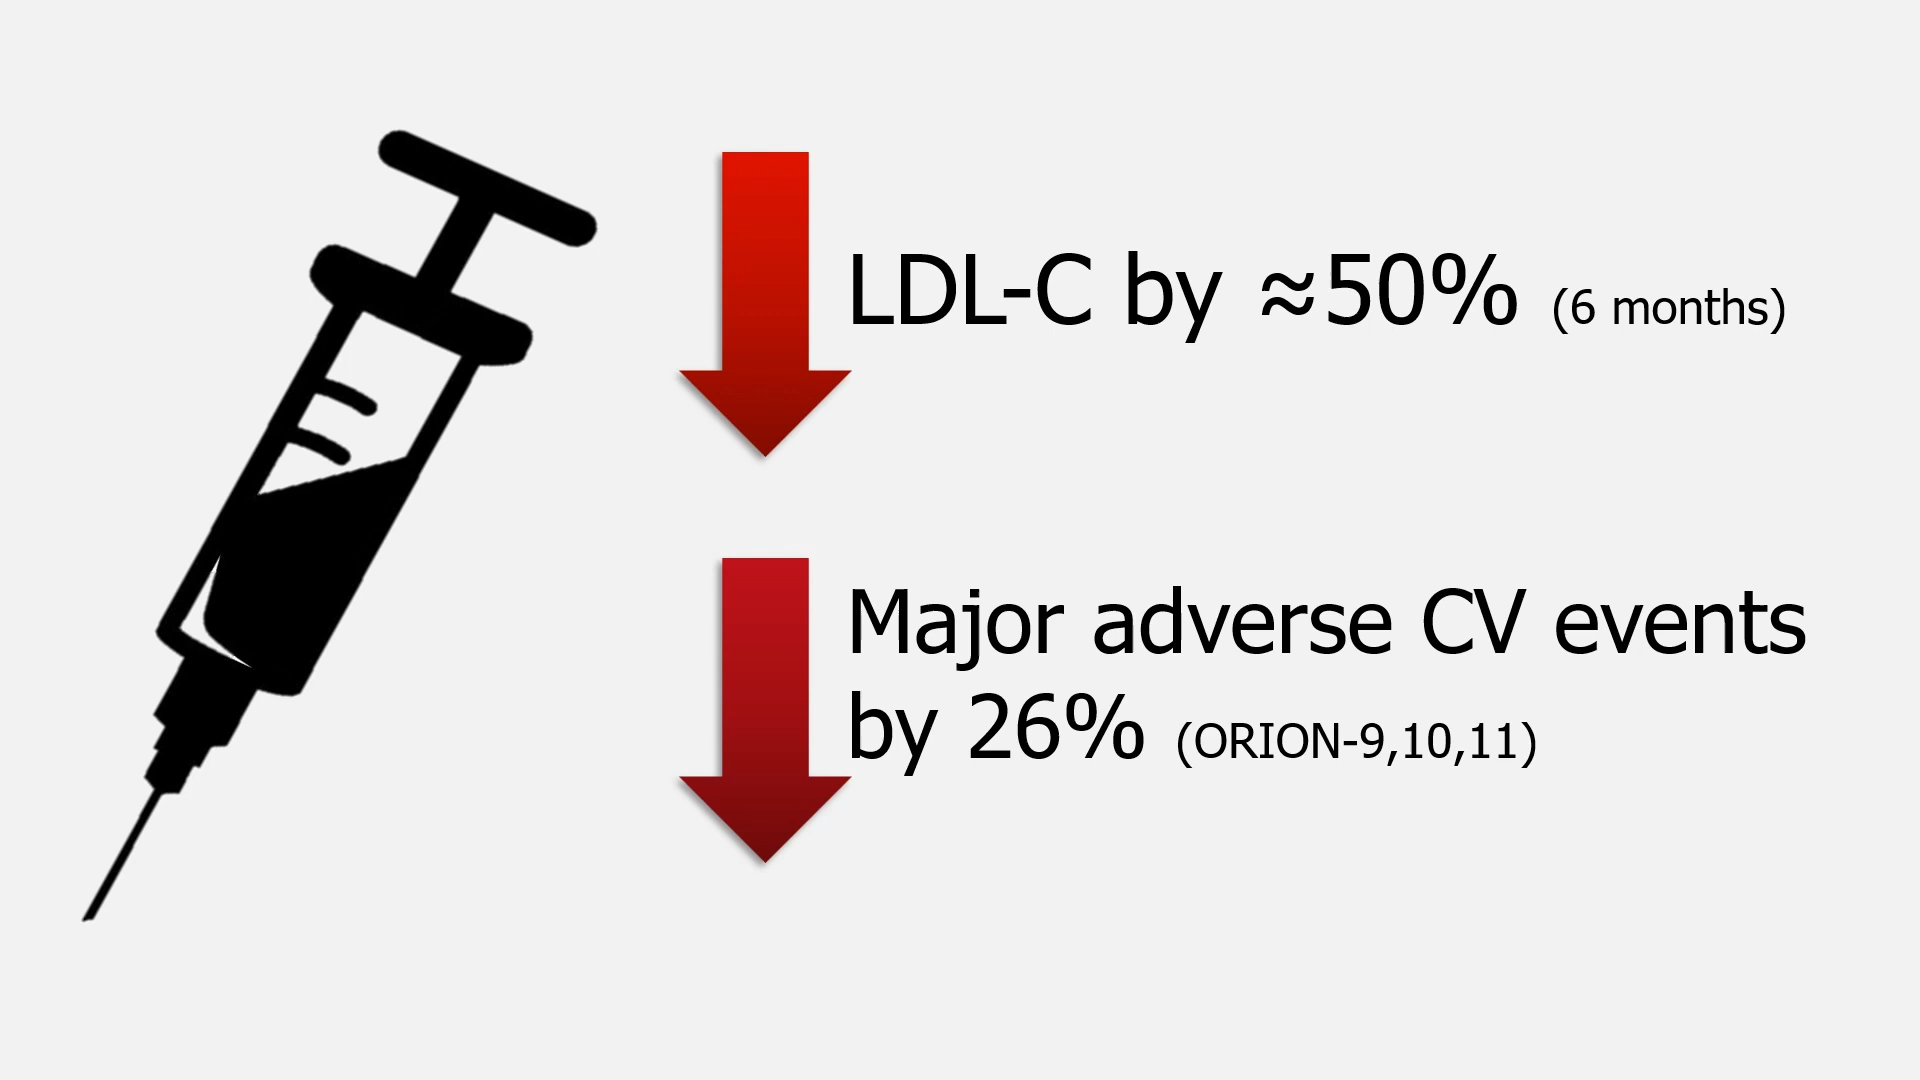 LDL-C by ≈50% (6 months)
Major adverse CV events
by 26% (ORION-9,10,11)